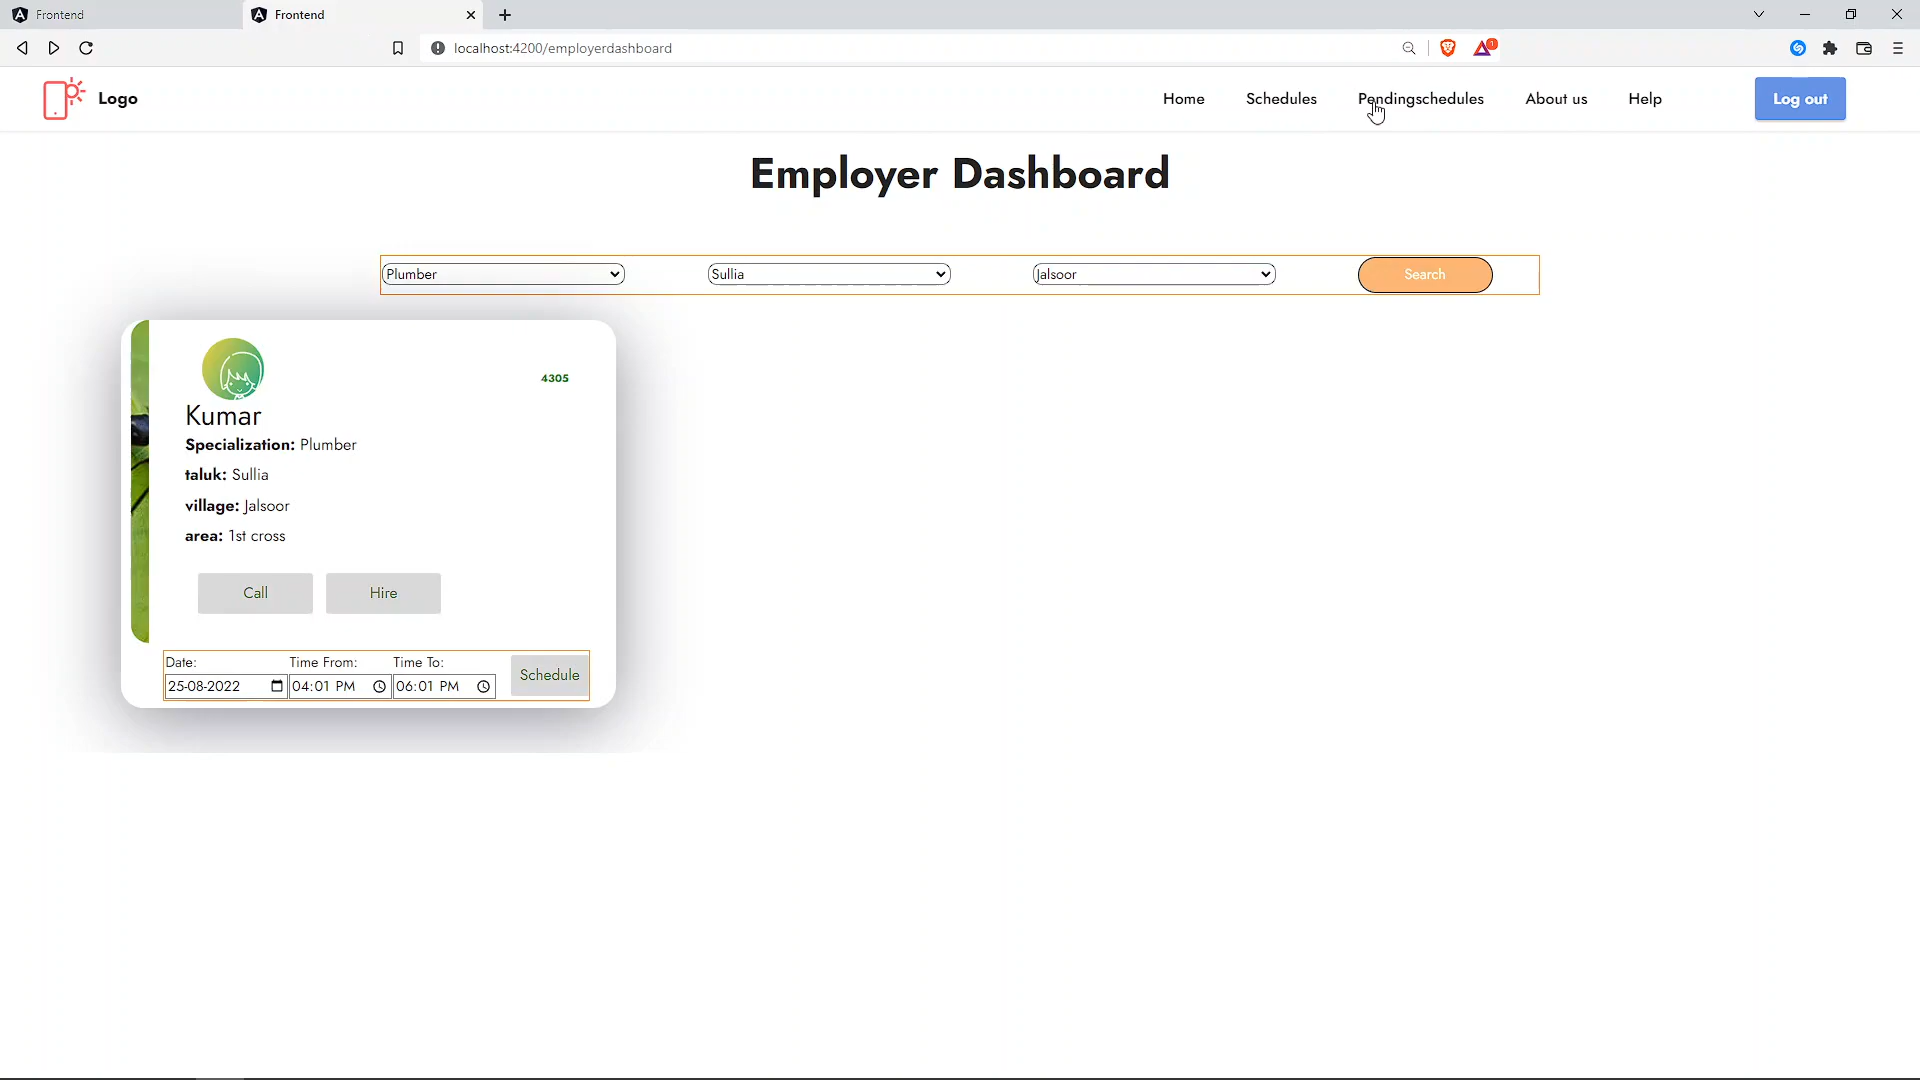 Frontend
Frontend
localhost:4200/employerdashboard
1
Logo
Home Schedules Pendingschedules About us Help Log out
Employer Dashboard
Plumber Sullia Jalsoor Search
4305
Kumar
Specialization: Plumber
taluk: Sullia
village: Jalsoor
area: 1st cross
Call Hire
Date: Time From: Time To:
25-08-2022 04:01 PM 06:01 PM Schedule